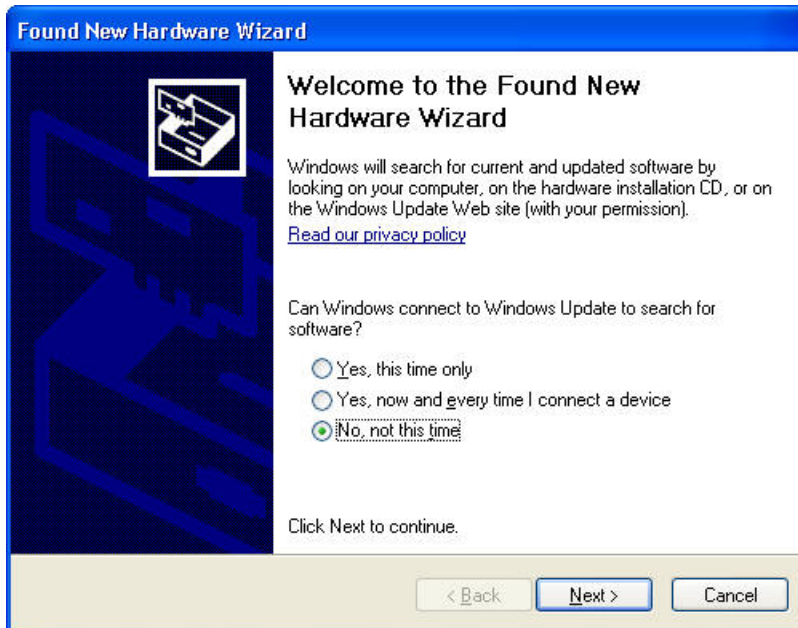 Found New Hardware Wizard
Welcome to the Found New
Hardware Wizard
Windows will search for current and updated software by
looking on your computer, on the hardware installation CD, or on
the Windows Update Web site (with your permission).
Read our privacy policy
Can Windows connect to Windows Update to search for
software?
Yes, this time only
Yes, now and every time I connect a device
No, not this time
Click Next to continue.
< Back
Next >
Cancel